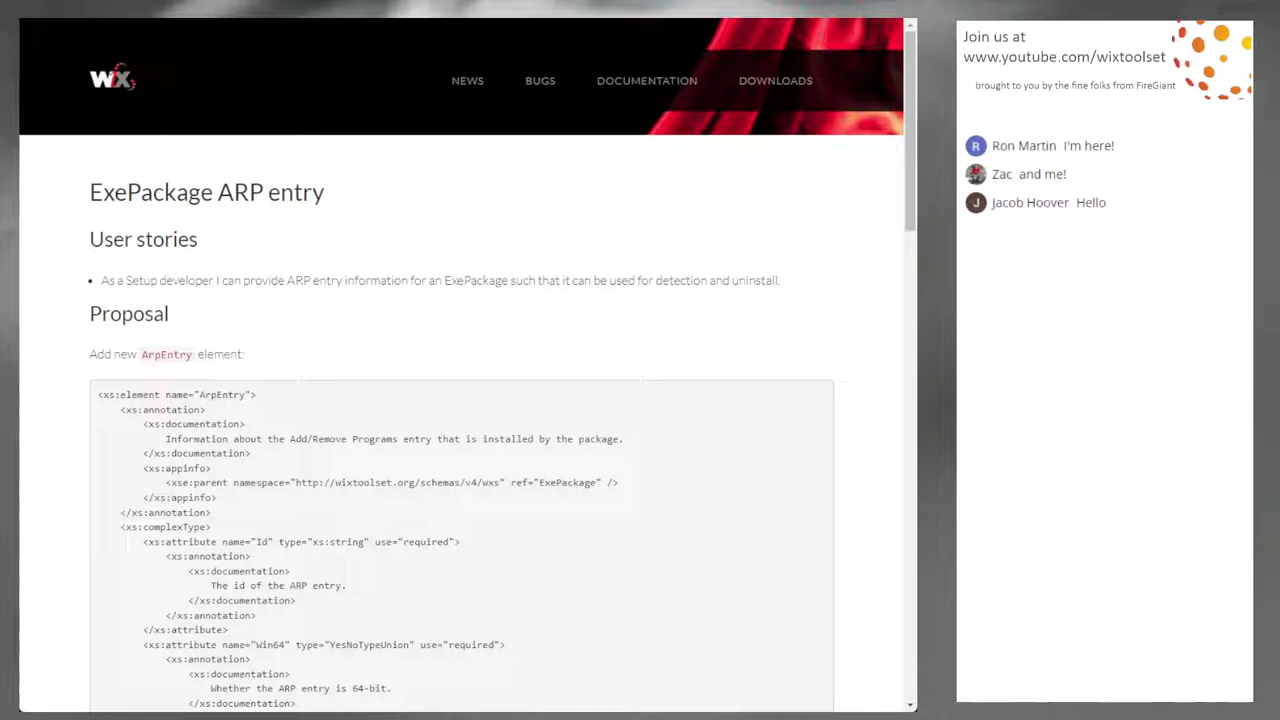 WX
NEWS BUGS DOCUMENTATION DOWNLOADS
ExePackage ARP entry
User stories
As a Setup developer I can provide ARP entry information for an ExePackage such that it can be used for detection and uninstall.
Proposal
Add new ArpEntry element:
<xs:element name="ArpEntry">
<xs:annotation>
<xs:documentation>
Information about the Add/Remove Programs entry that is installed by the package.
</xs:documentation>
<xs:appinfo>
<xse:parent namespace="http://wixtoolset.org/schemas/v4/wxs" ref="ExePackage" />
</xs:appinfo>
</xs:annotation>
<xs:complexType>
<xs:attribute name="Id" type="xs:string" use="required">
<xs:annotation>
<xs:documentation>
The id of the ARP entry.
</xs:documentation>
</xs:annotation>
</xs:attribute>
<xs:attribute name="Win64" type="YesNoTypeUnion" use="required">
<xs:annotation>
<xs:documentation>
Whether the ARP entry is 64-bit.
</xs:documentation>
Join us at
www.youtube.com/wixtoolset
brought to you by the fine folks from FireGiant
R Ron Martin I'm here!
Zac and me!
J Jacob Hoover Hello